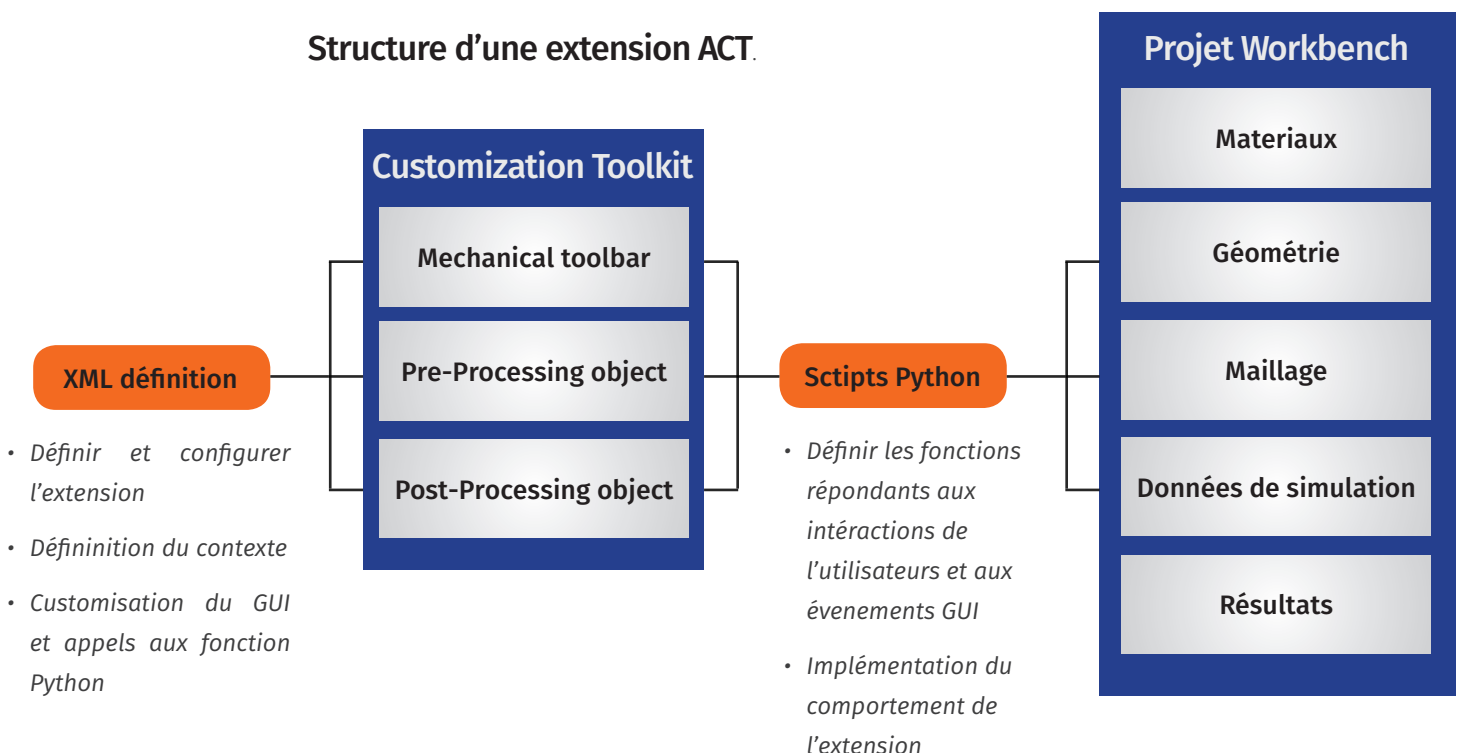 Structure d’une extension ACT.
XML définition
• Définir et configurer
l’extension
• Défininition du contexte
• Customisation du GUI
et appels aux fonction
Python
Customization Toolkit
Mechanical toolbar
Pre-Processing object
Post-Processing object
Sctipts Python
• Définir les fonctions
répondants aux
intéractions de
l’utilisateurs et aux
évenements GUI
• Implémentation du
comportement de
l’extension
Projet Workbench
Materiaux
Géométrie
Maillage
Données de simulation
Résultats